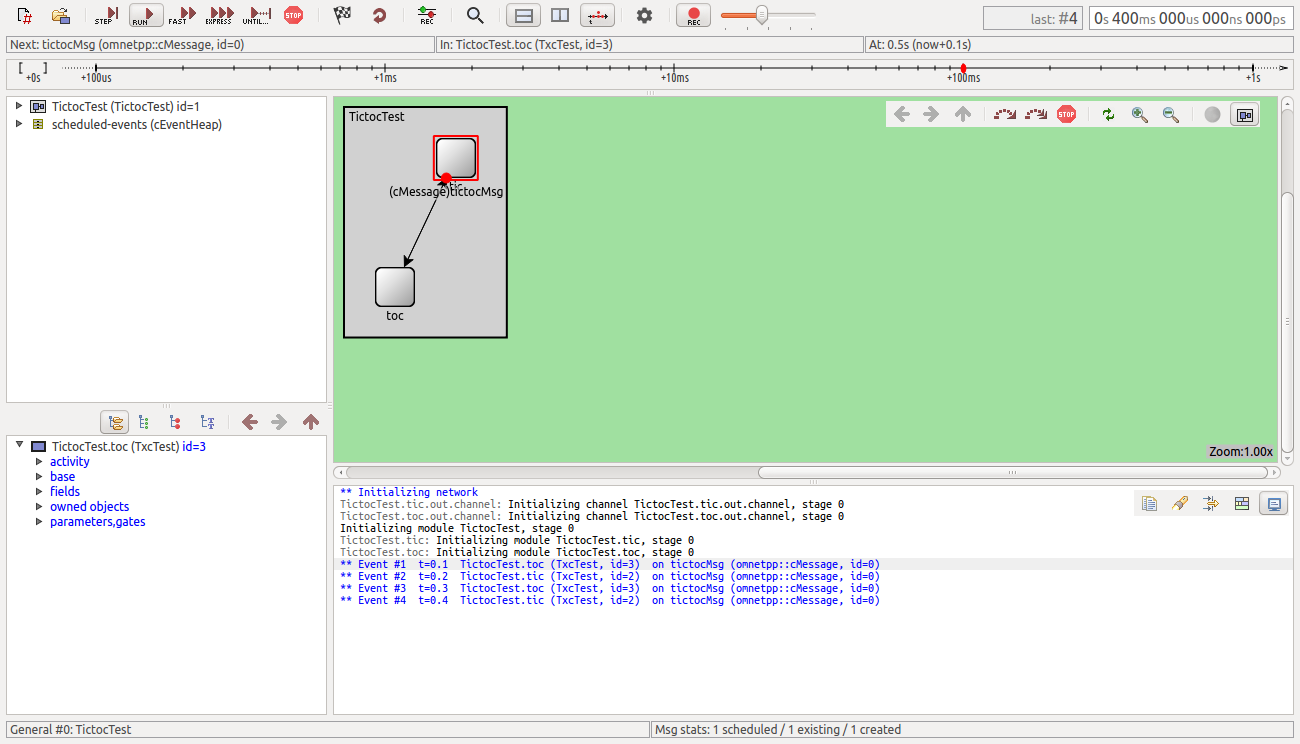 STEP RUN FAST EXPRESS UNTIL... STOP REC REC last: #4 0s 400ms 000us 000ns 000ps
Next: tictocMsg (omnetpp::cMessage, id=0) In: TictocTest.toc (TxcTest, id=3) At: 0.5s (now+0.1s)
[ ]
+0s +100us +1ms +10ms +100ms +1s
TictocTest (TictocTest) id=1
scheduled-events (cEventHeap)
TictocTest
STOP
tic
(cMessage)tictocMsg
toc
Zoom:1.00x
TictocTest.toc (TxcTest) id=3
activity
base
fields
owned objects
parameters,gates
** Initializing network
TictocTest.tic.out.channel: Initializing channel TictocTest.tic.out.channel, stage 0
TictocTest.toc.out.channel: Initializing channel TictocTest.toc.out.channel, stage 0
Initializing module TictocTest, stage 0
TictocTest.tic: Initializing module TictocTest.tic, stage 0
TictocTest.toc: Initializing module TictocTest.toc, stage 0
** Event #1 t=0.1 TictocTest.toc (TxcTest, id=3) on tictocMsg (omnetpp::cMessage, id=0)
** Event #2 t=0.2 TictocTest.tic (TxcTest, id=2) on tictocMsg (omnetpp::cMessage, id=0)
** Event #3 t=0.3 TictocTest.toc (TxcTest, id=3) on tictocMsg (omnetpp::cMessage, id=0)
** Event #4 t=0.4 TictocTest.tic (TxcTest, id=2) on tictocMsg (omnetpp::cMessage, id=0)
General #0: TictocTest Msg stats: 1 scheduled / 1 existing / 1 created